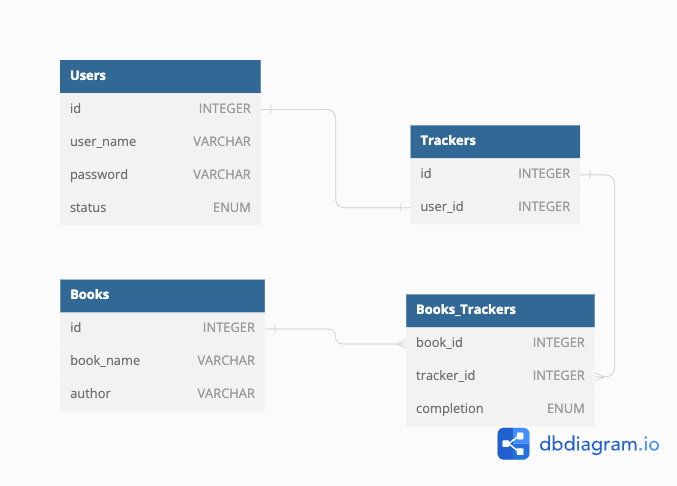 Users
id INTEGER
user_name VARCHAR
password VARCHAR
status ENUM
Trackers
id INTEGER
user_id INTEGER
Books
id INTEGER
book_name VARCHAR
author VARCHAR
Books_Trackers
book_id INTEGER
tracker_id INTEGER
completion ENUM
dbdiagram.io